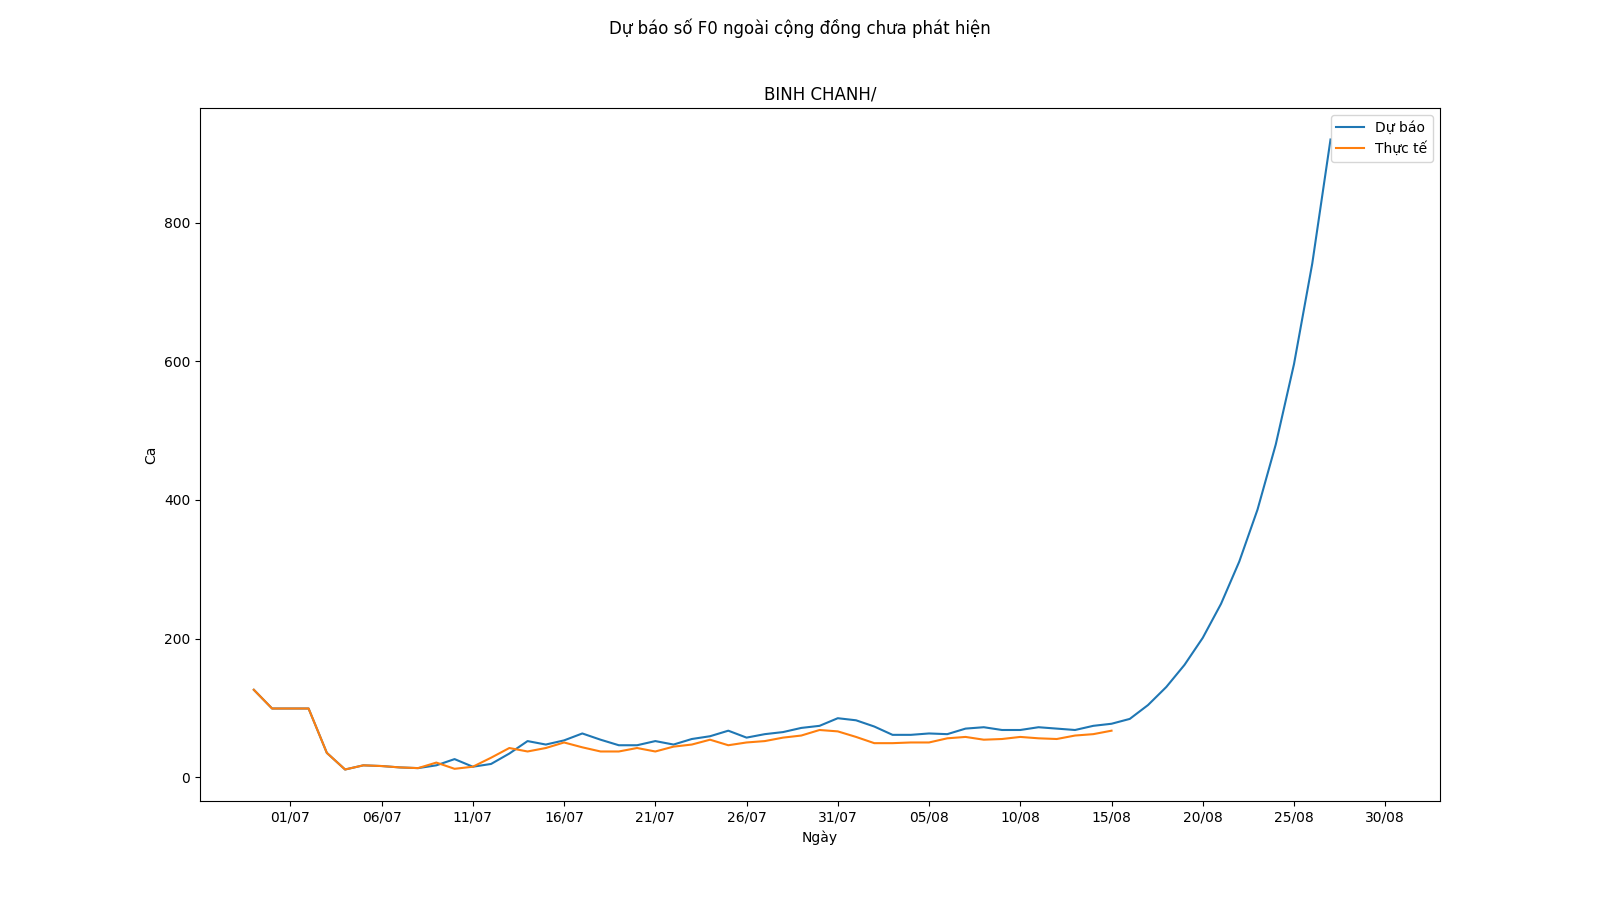 Dự báo số F0 ngoài cộng đồng chưa phát hiện
BINH CHANH/
Dự báo
Thực tế
800
600
400
200
0
Ca
01/07 06/07 11/07 16/07 21/07 26/07 31/07 05/08 10/08 15/08 20/08 25/08 30/08
Ngày